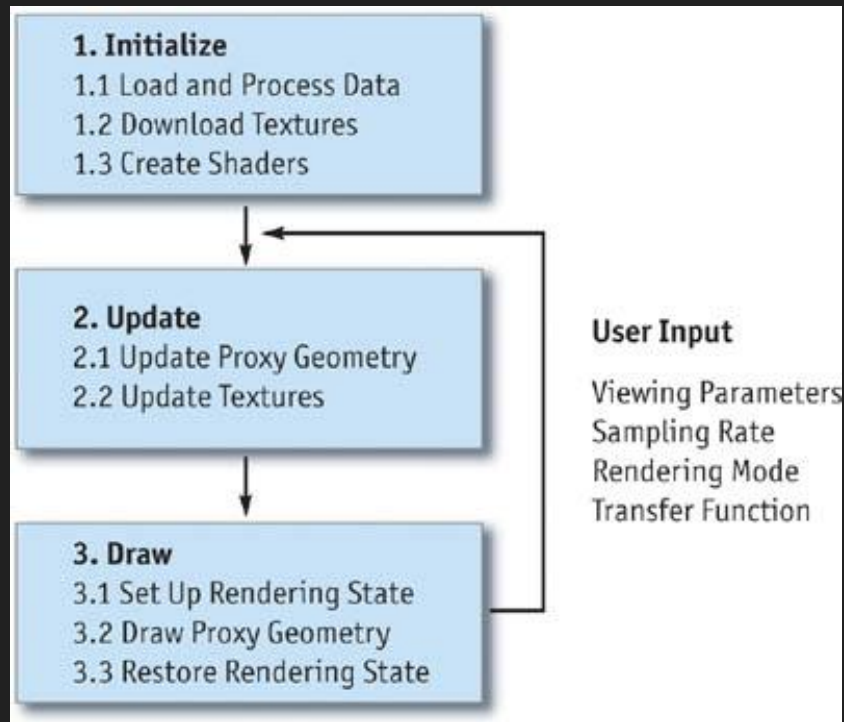 1. Initialize
1.1 Load and Process Data
1.2 Download Textures
1.3 Create Shaders
2. Update
2.1 Update Proxy Geometry
2.2 Update Textures
3. Draw
3.1 Set Up Rendering State
3.2 Draw Proxy Geometry
3.3 Restore Rendering State
User Input
Viewing Parameters
Sampling Rate
Rendering Mode
Transfer Function